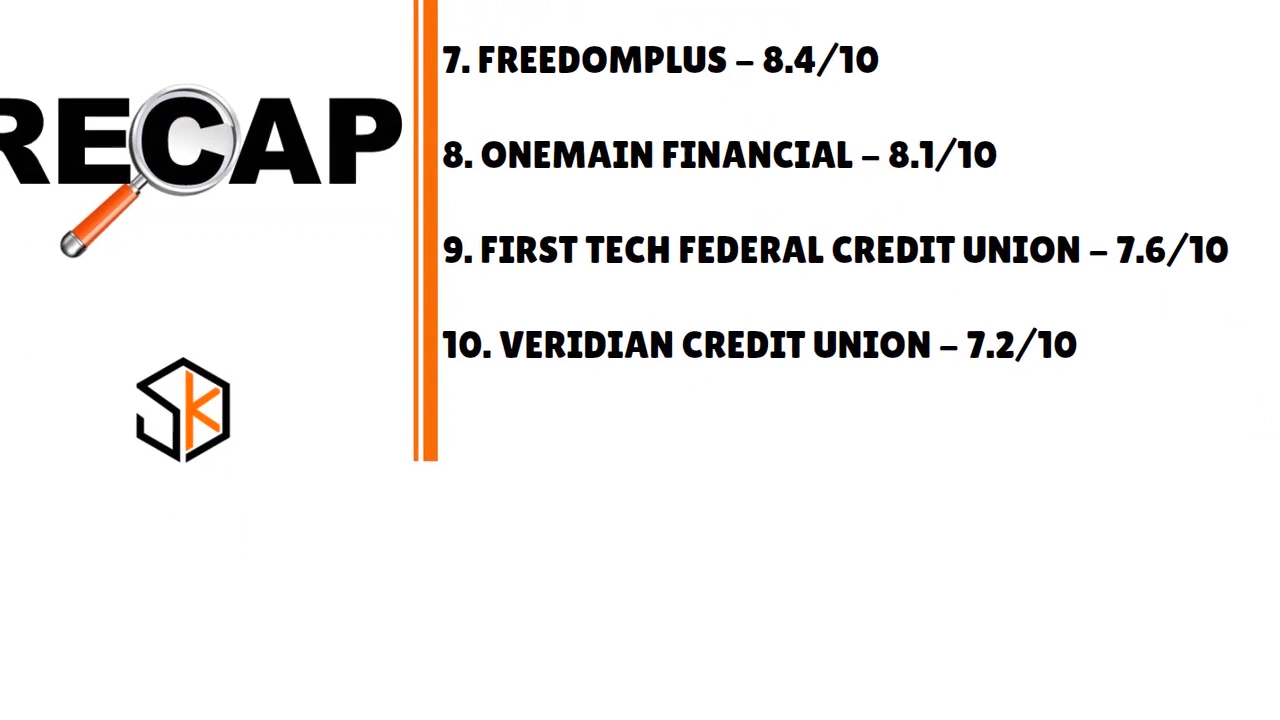 RECAP
7. FREEDOMPLUS – 8.4/10
8. ONEMAIN FINANCIAL – 8.1/10
9. FIRST TECH FEDERAL CREDIT UNION – 7.6/10
10. VERIDIAN CREDIT UNION – 7.2/10
SK